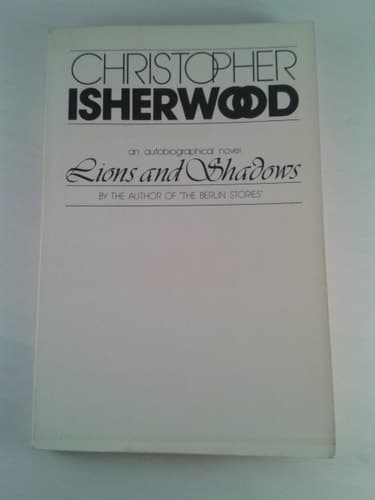 CHRISTOPHER
ISHERWOOD
an autobiographical novel
Lions and Shadows
BY THE AUTHOR OF "THE BERLIN STORIES"